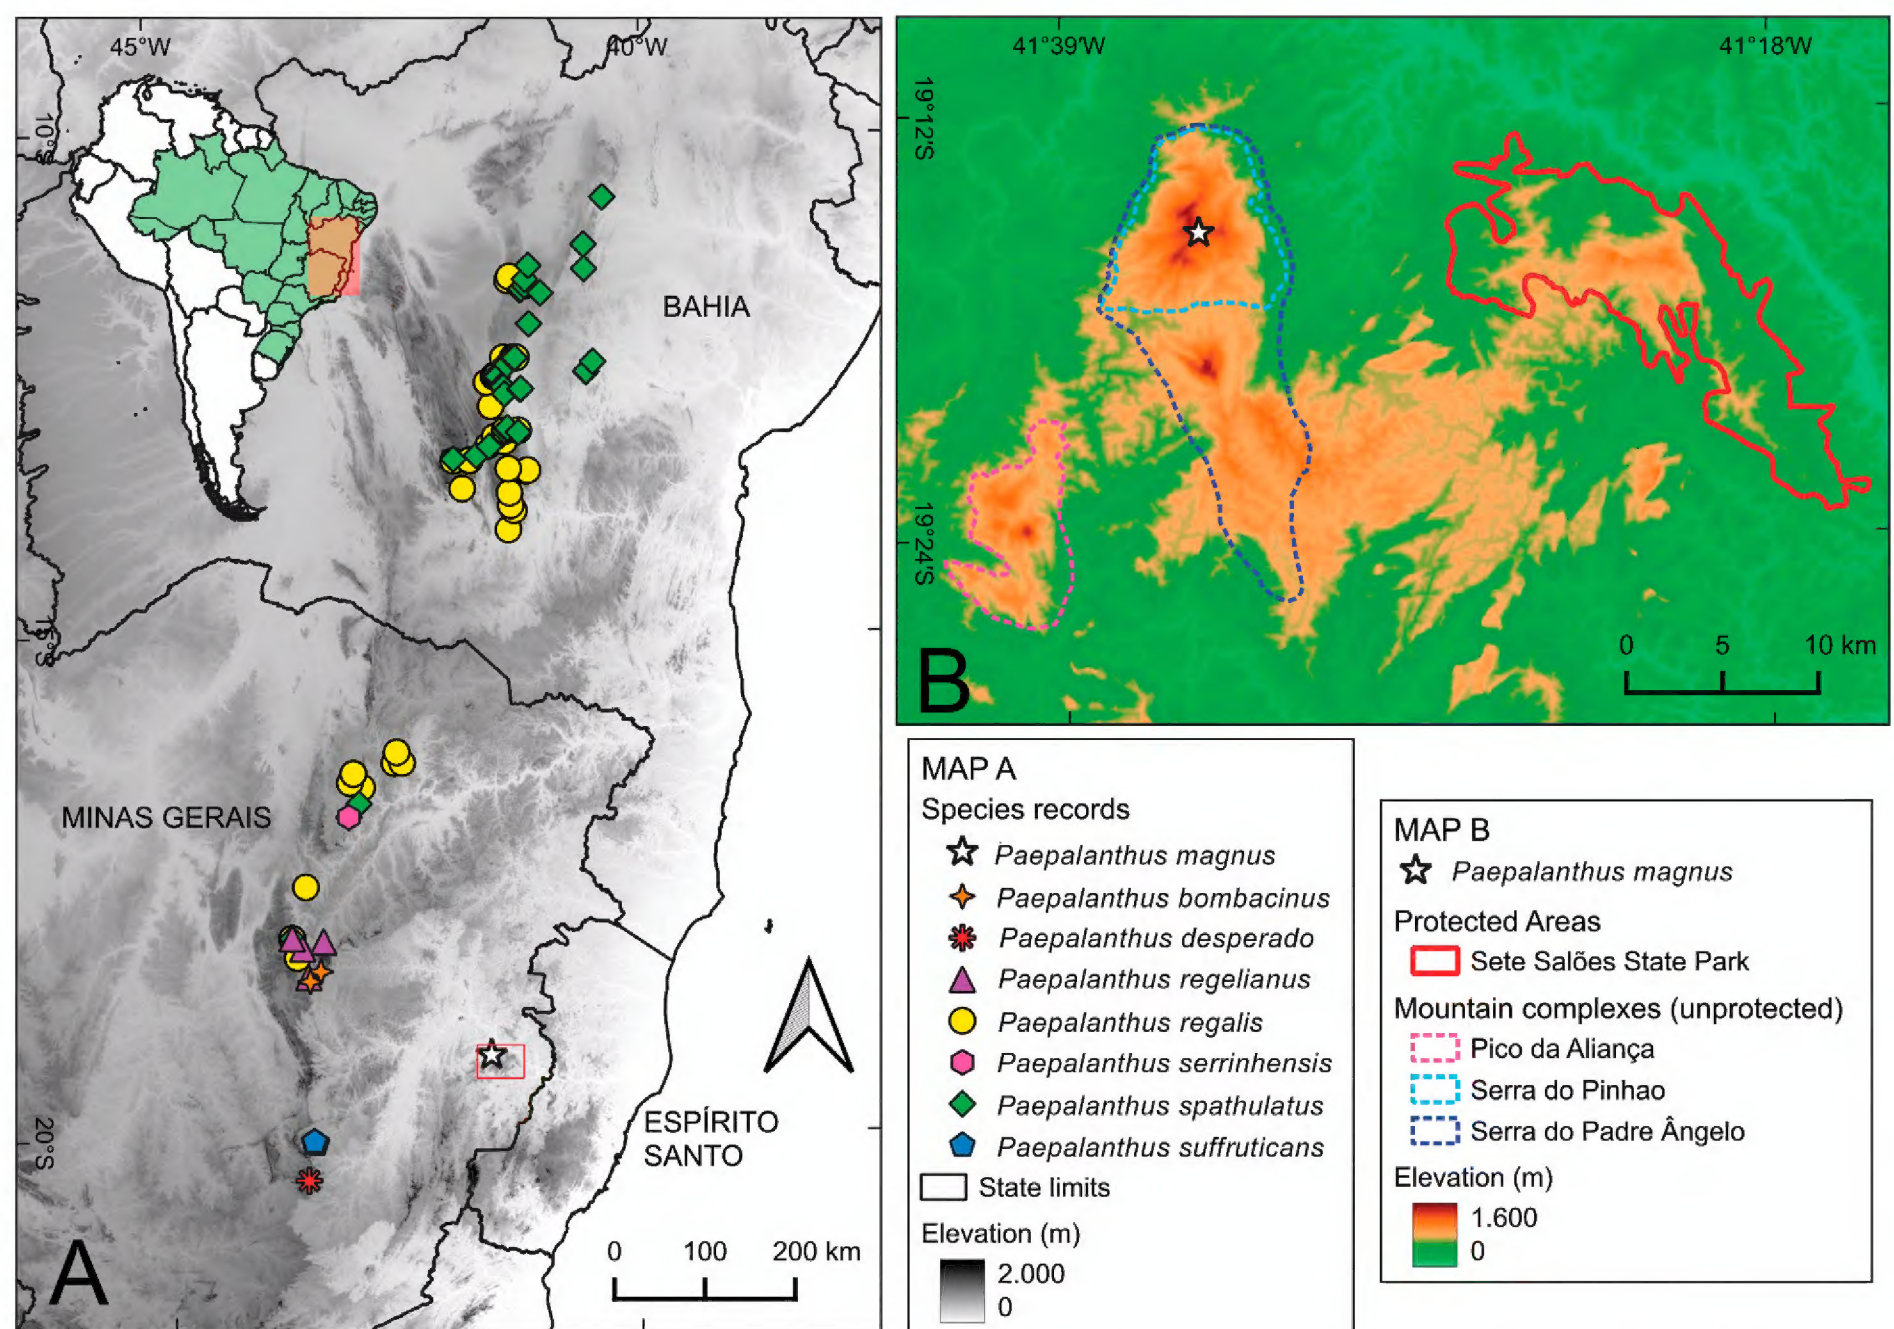 45°W
40°W
10°S
15°S
20°S
BAHIA
MINAS GERAIS
ESPÍRITO
SANTO
0 100 200 km
A
41°39'W
41°18'W
19°12'S
19°24'S
0 5 10 km
B
MAP A
Species records
Paepalanthus magnus
Paepalanthus bombacinus
Paepalanthus desperado
Paepalanthus regelianus
Paepalanthus regalis
Paepalanthus serrinhensis
Paepalanthus spathulatus
Paepalanthus suffruticans
State limits
Elevation (m)
2.000
0
MAP B
Paepalanthus magnus
Protected Areas
Sete Salões State Park
Mountain complexes (unprotected)
Pico da Aliança
Serra do Pinhao
Serra do Padre Ângelo
Elevation (m)
1.600
0